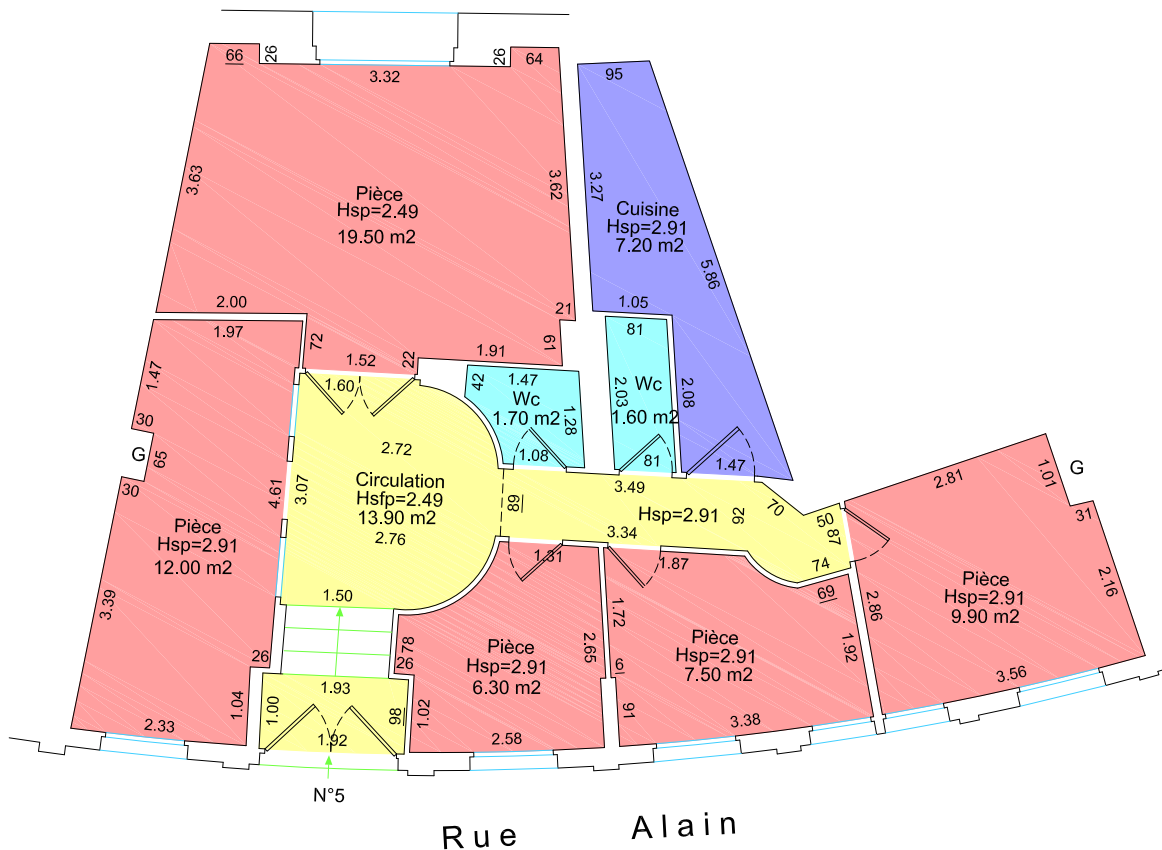 66
26
3.32
26
64
95
3.63
3.62
3.27
Pièce
Hsp=2.49
19.50 m2
Cuisine
Hsp=2.91
7.20 m2
5.86
2.00
21
1.05
1.97
72
1.52
22
1.91
61
81
1.47
1.60
42
1.47
Wc
1.70 m2
1.28
2.03
Wc
1.60 m2
2.08
30
G
65
30
2.72
1.08
81
1.47
2.81
1.01
G
31
4.61
3.07
Circulation
Hsfp=2.49
13.90 m2
2.76
89
3.49
Hsp=2.91
92
3.34
70
50
87
74
Pièce
Hsp=2.91
12.00 m2
1.31
1.87
69
2.86
Pièce
Hsp=2.91
9.90 m2
2.16
3.39
1.50
78
26
26
Pièce
Hsp=2.91
6.30 m2
2.65
1.72
6
Pièce
Hsp=2.91
7.50 m2
1.92
3.56
1.04
1.00
1.93
98
1.92
1.02
91
2.33
2.58
3.38
N°5
Rue Alain